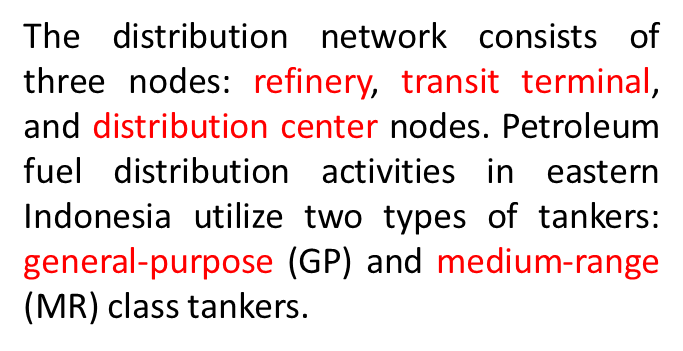 The distribution network consists of
three nodes: refinery, transit terminal,
and distribution center nodes. Petroleum
fuel distribution activities in eastern
Indonesia utilize two types of tankers:
general-purpose (GP) and medium-range
(MR) class tankers.